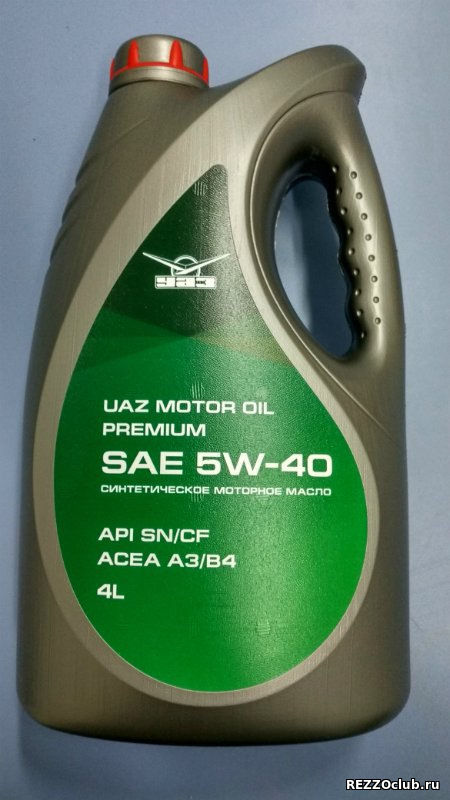 УАЗ
UAZ MOTOR OIL
PREMIUM
SAE 5W-40
СИНТЕТИЧЕСКОЕ МОТОРНОЕ МАСЛО
API SN/CF
ACEA A3/B4
4L
REZZOclub.ru